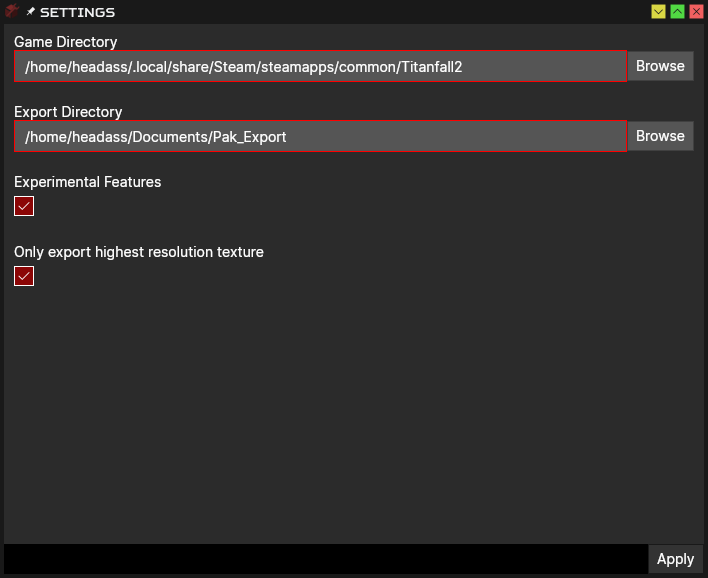 SETTINGS
Game Directory
/home/headass/.local/share/Steam/steamapps/common/Titanfall2
Browse
Export Directory
/home/headass/Documents/Pak_Export
Browse
Experimental Features
Only export highest resolution texture
Apply